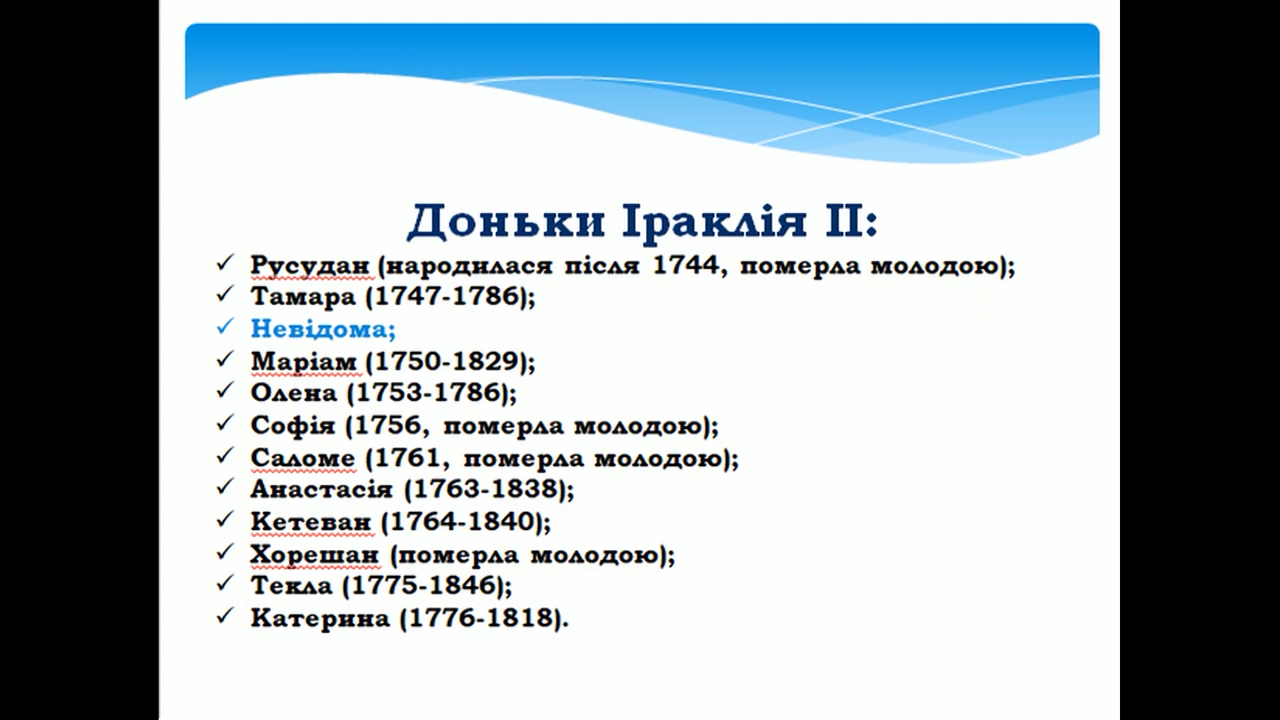 Доньки Іраклія ІІ:
✓ Русудан (народилася після 1744, померла молодою);
✓ Тамара (1747-1786);
✓ Невідома;
✓ Маріам (1750-1829);
✓ Олена (1753-1786);
✓ Софія (1756, померла молодою);
✓ Саломе (1761, померла молодою);
✓ Анастасія (1763-1838);
✓ Кетеван (1764-1840);
✓ Хорешан (померла молодою);
✓ Текла (1775-1846);
✓ Катерина (1776-1818).